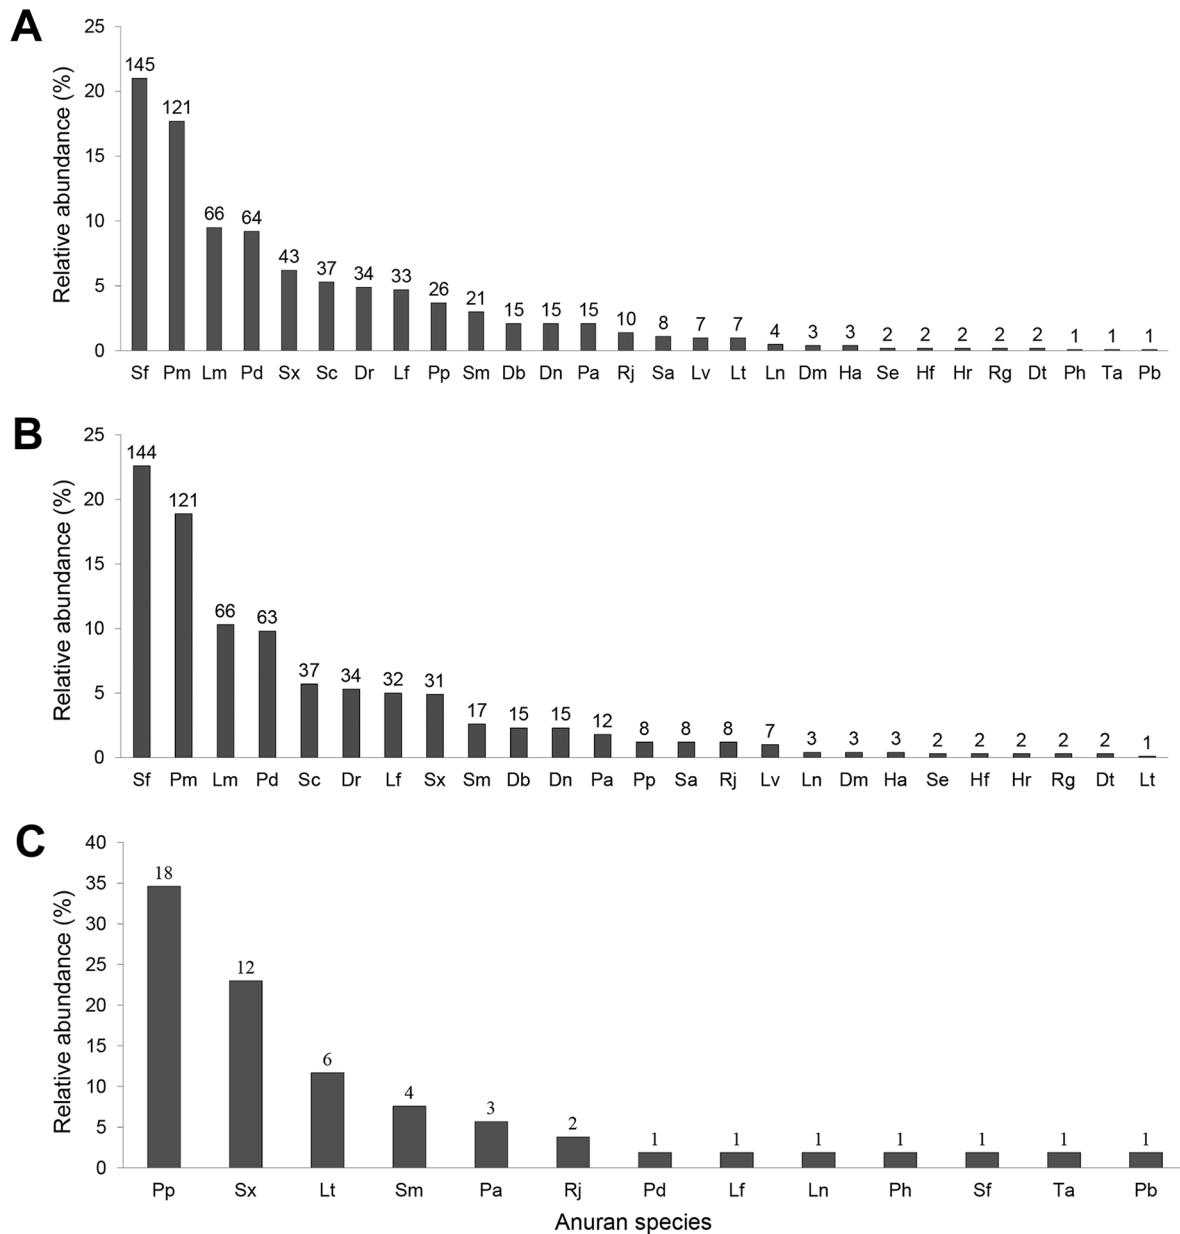 A
Relative abundance (%)
25
20
15
10
5
0
145 121 66 64 43 37 34 33 26 21 15 15 15 10 8 7 7 4 3 3 2 2 2 2 2 1 1 1
Sf Pm Lm Pd Sx Sc Dr Lf Pp Sm Db Dn Pa Rj Sa Lv Lt Ln Dm Ha Se Hf Hr Rg Dt Ph Ta Pb
B
Relative abundance (%)
25
20
15
10
5
0
144 121 66 63 37 34 32 31 17 15 15 12 8 8 8 7 3 3 3 2 2 2 2 2 1
Sf Pm Lm Pd Sc Dr Lf Sx Sm Db Dn Pa Pp Sa Rj Lv Ln Dm Ha Se Hf Hr Rg Dt Lt
C
Relative abundance (%)
40
35
30
25
20
15
10
5
0
18 12 6 4 3 2 1 1 1 1 1 1 1
Pp Sx Lt Sm Pa Rj Pd Lf Ln Ph Sf Ta Pb
Anuran species